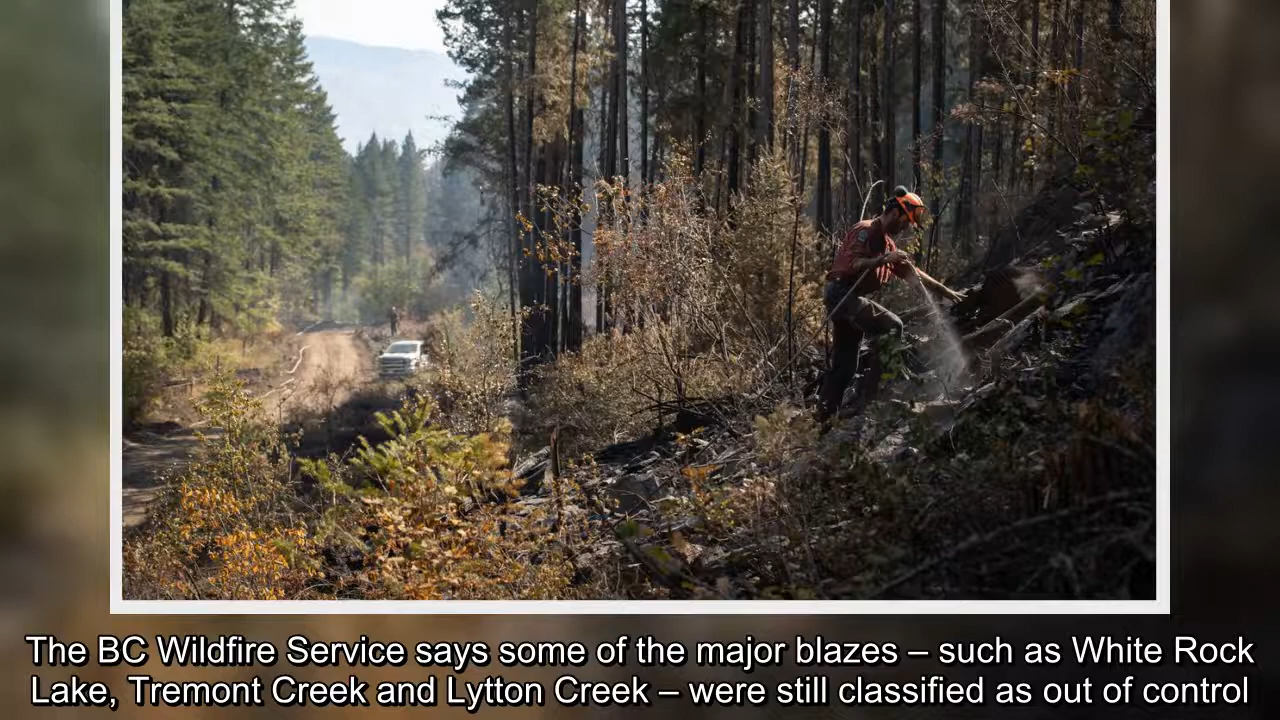 The BC Wildfire Service says some of the major blazes – such as White Rock
Lake, Tremont Creek and Lytton Creek – were still classified as out of control